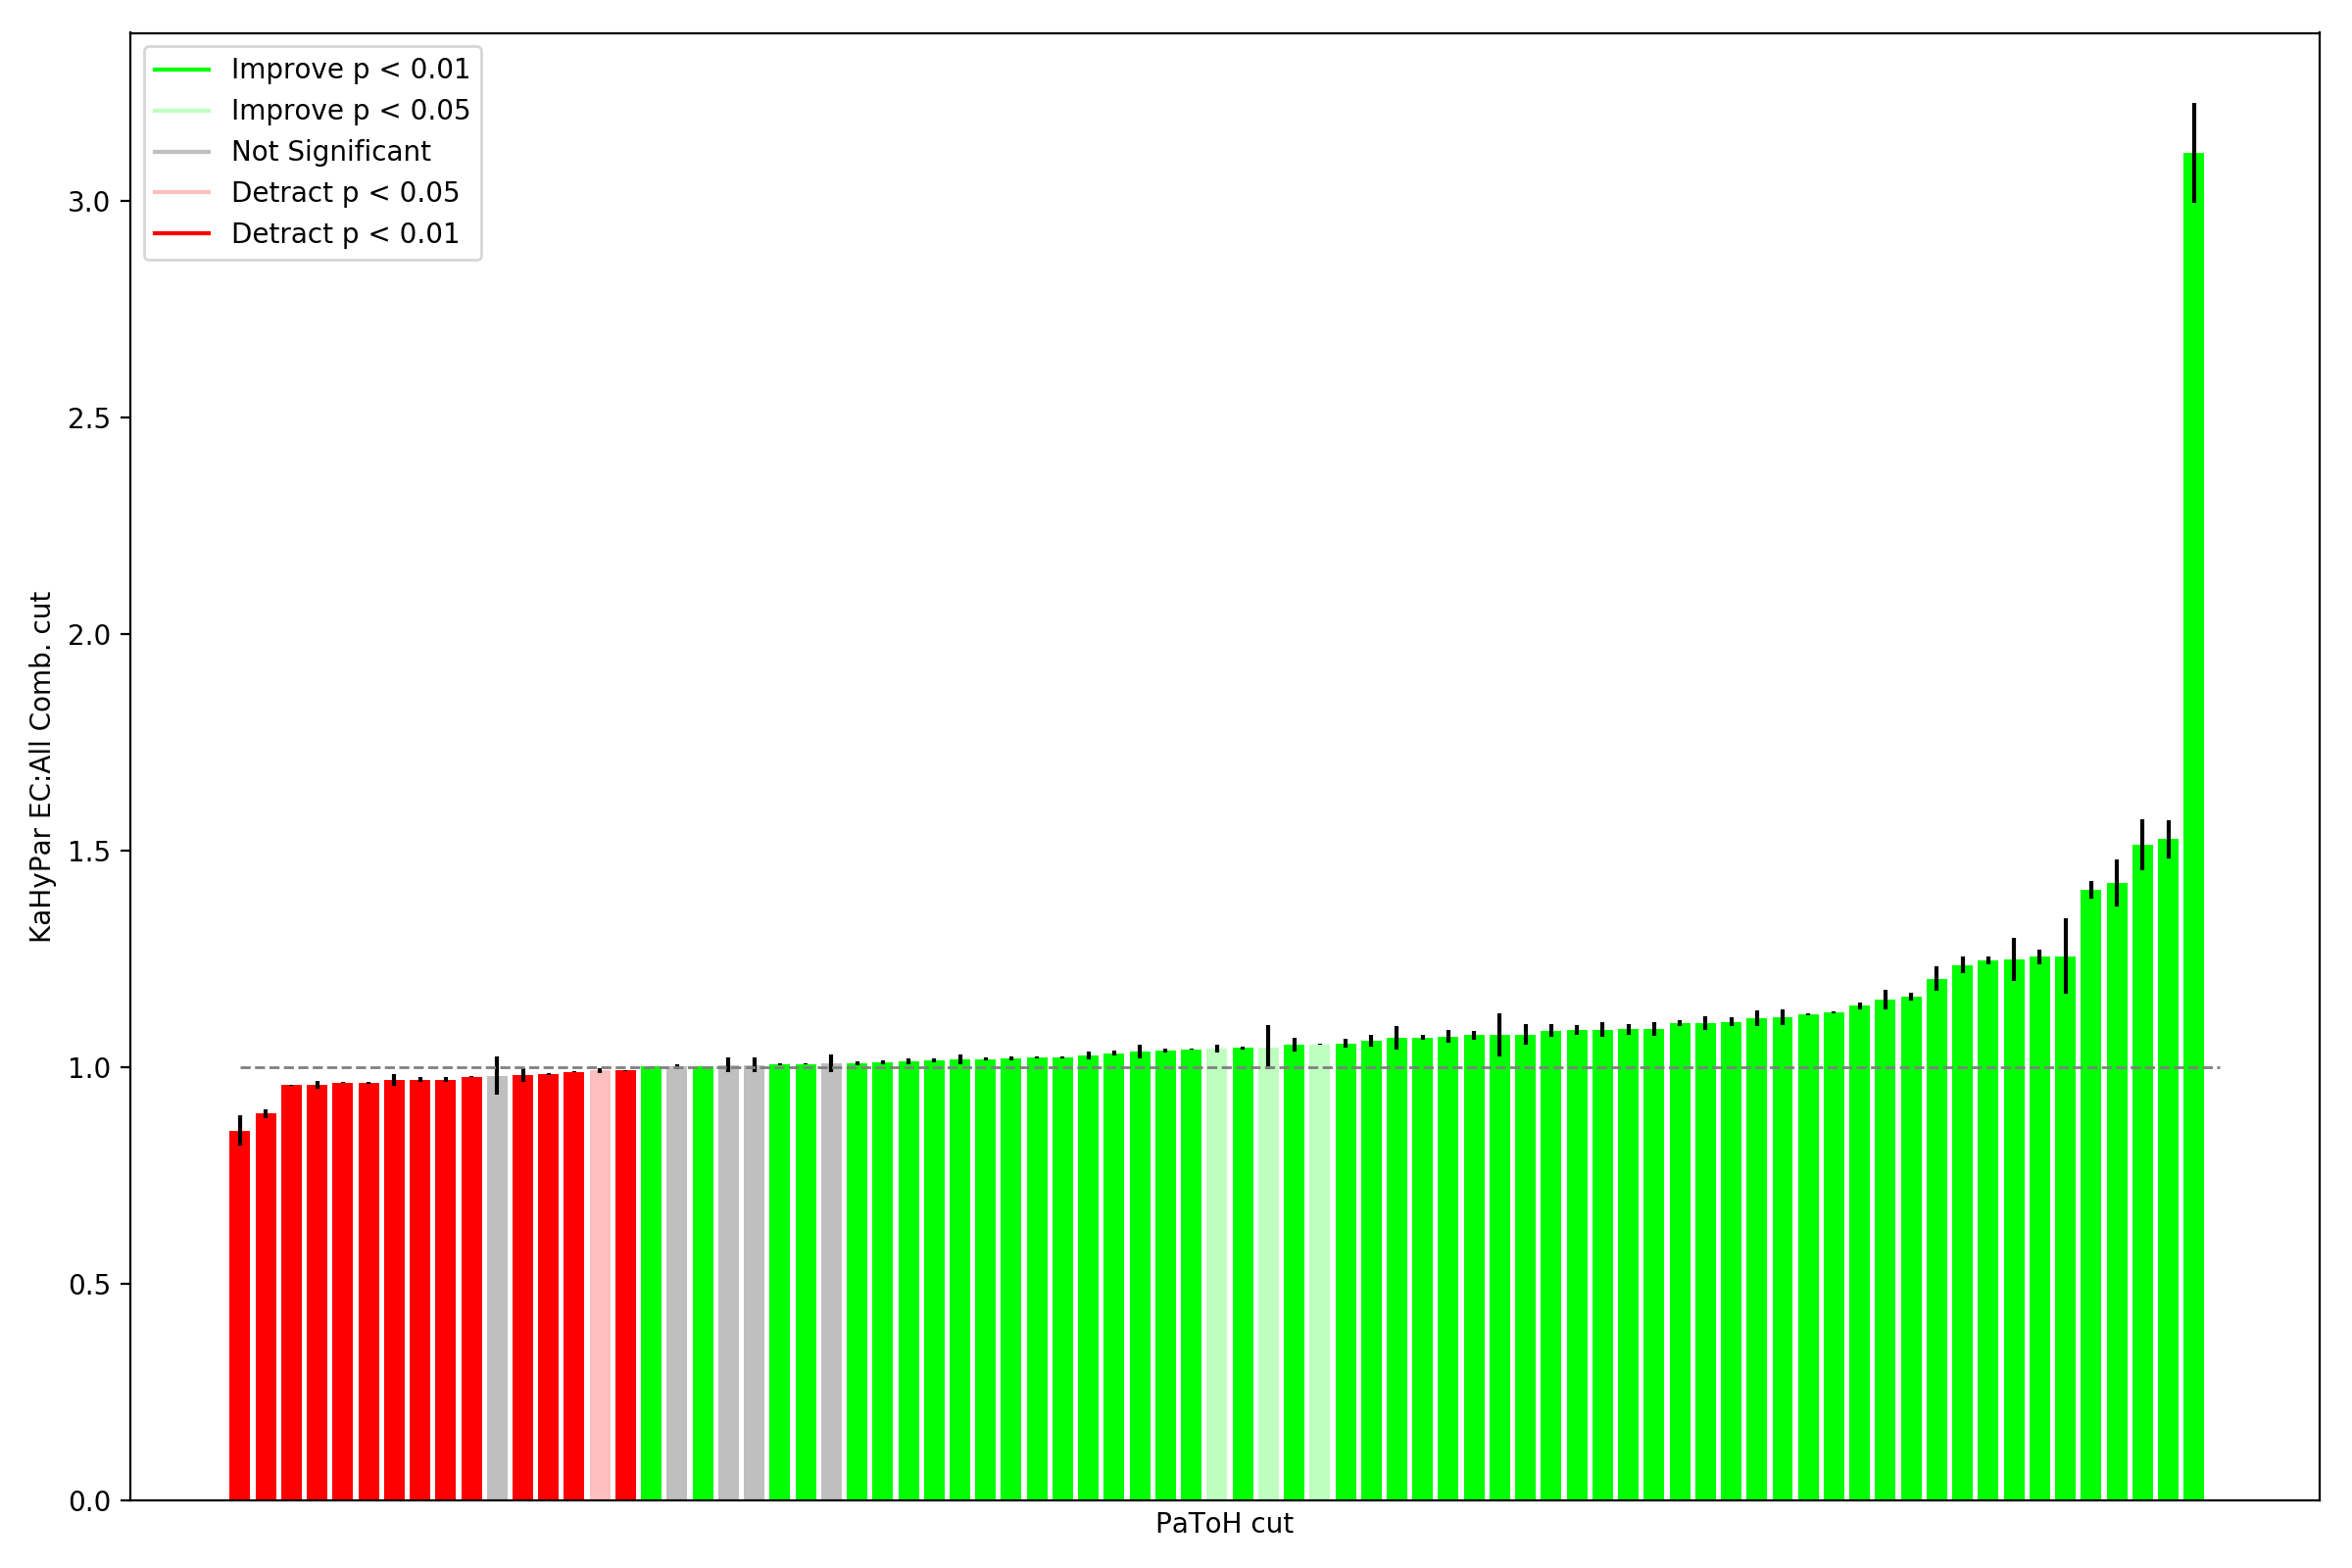 Improve p < 0.01
Improve p < 0.05
Not Significant
Detract p < 0.05
Detract p < 0.01
3.0
2.5
2.0
1.5
1.0
0.5
0.0
KaHyPar EC:All Comb. cut
PaToH cut